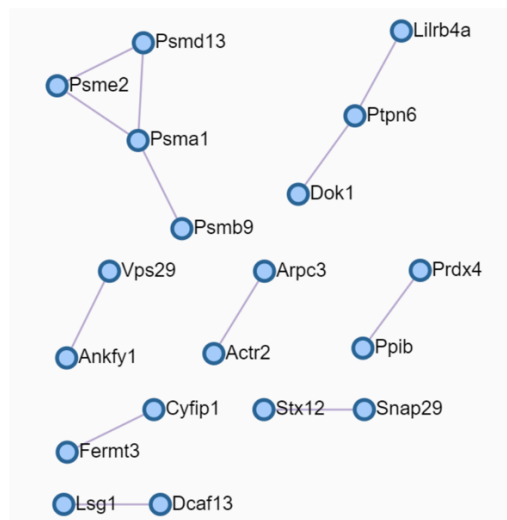 Lilrb4a
Psmd13
Psme2
Ptpn6
Psma1
Dok1
Psmb9
Vps29
Arpc3
Prdx4
Ankfy1
Actr2
Ppib
Cyfip1
Stx12
Snap29
Fermt3
Lsg1
Dcaf13